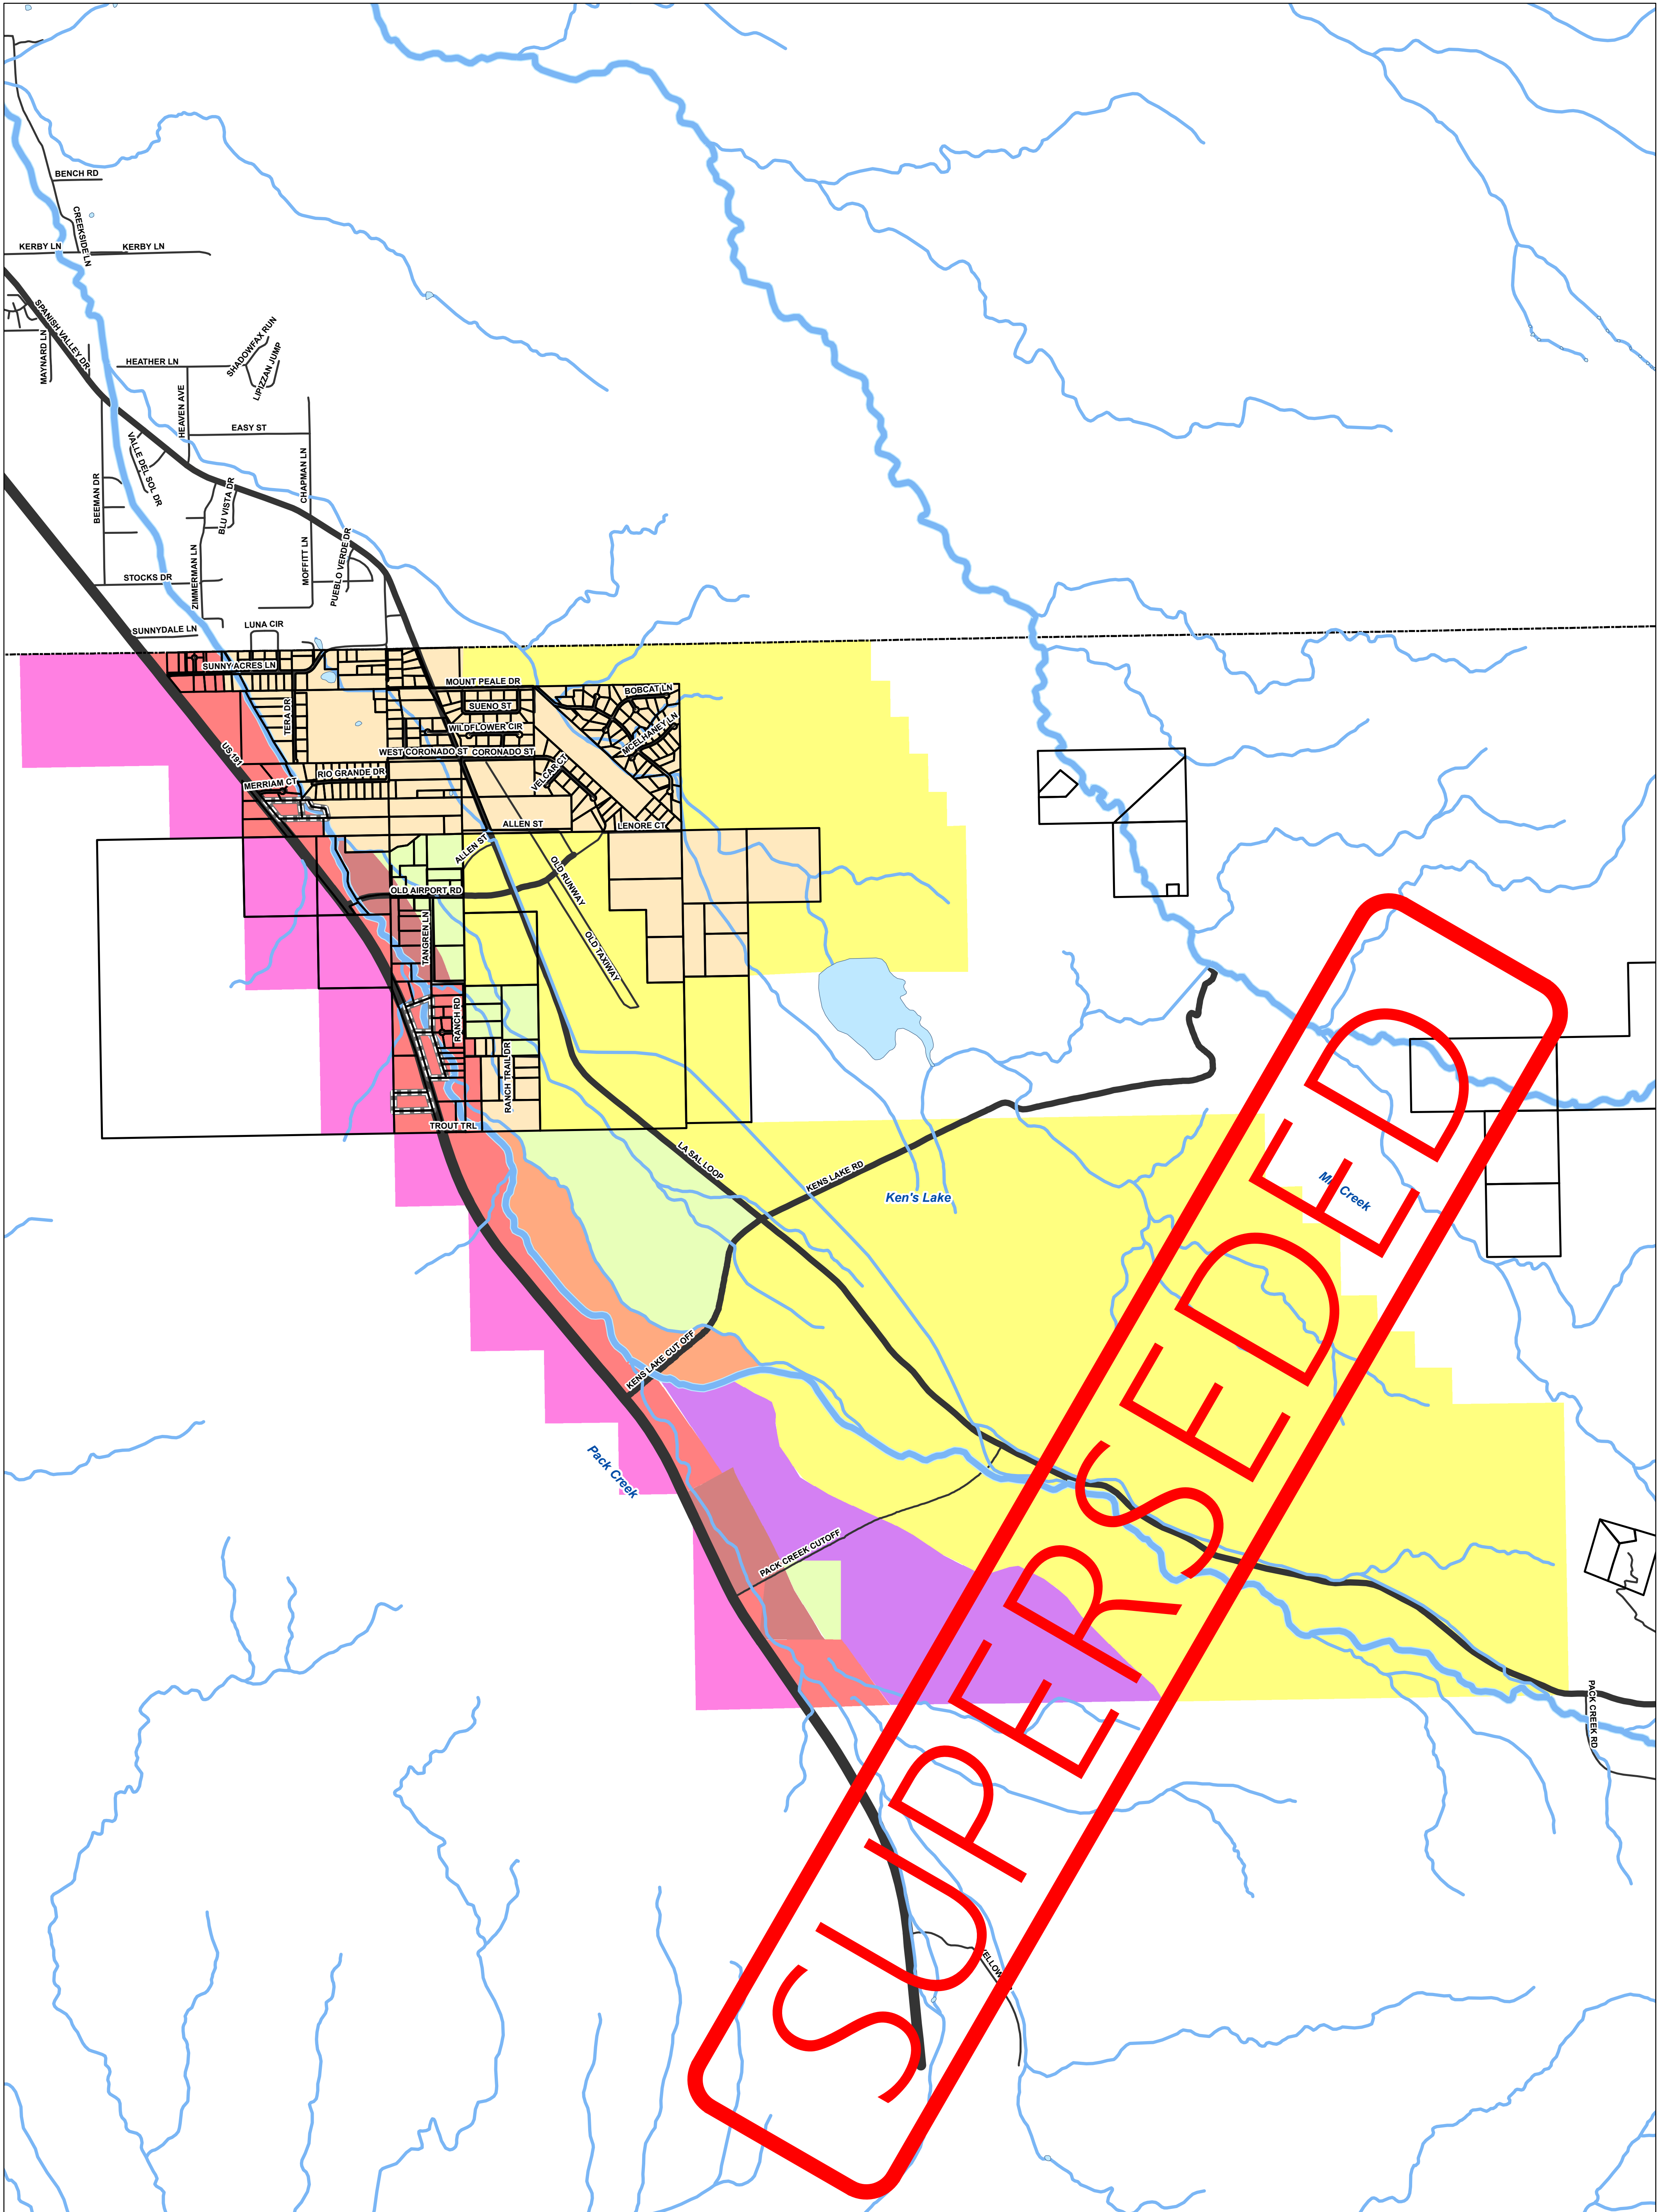 BENCH RD
CREEKSIDE LN
KERBY LN
KERBY LN
SPANISH VALLEY DR
MAYNARD LN
HEATHER LN
SHADOWFAX RUN
LIPIZZAN JUMP
HEAVEN AVE
EASY ST
VALLE DEL SOL DR
BEEMAN DR
BLU VISTA DR
CHAPMAN LN
STOCKS DR
ZIMMERMAN LN
MOFFITT LN
PUEBLO VERDE DR
SUNNYDALE LN
LUNA CIR
SUNNY ACRES LN
MOUNT PEALE DR
BOBCAT LN
TERA DR
SUENO ST
WILDFLOWER CIR
MCELHANEY LN
US 191
WEST CORONADO ST
CORONADO ST
RIO GRANDE DR
VELCAR CT
MERRIAM CT
ALLEN ST
LENORE CT
ALLEN ST
OLD RUNWAY
OLD AIRPORT RD
TANGREN LN
OLD TAXIWAY
RANCH RD
RANCH TRAIL DR
TROUT TRL
LA SAL LOOP
KENS LAKE RD
Ken's Lake
KENS LAKE CUT OFF
Pack Creek
PACK CREEK CUTOFF
PACK CREEK RD
Creek
SUPERSEDED